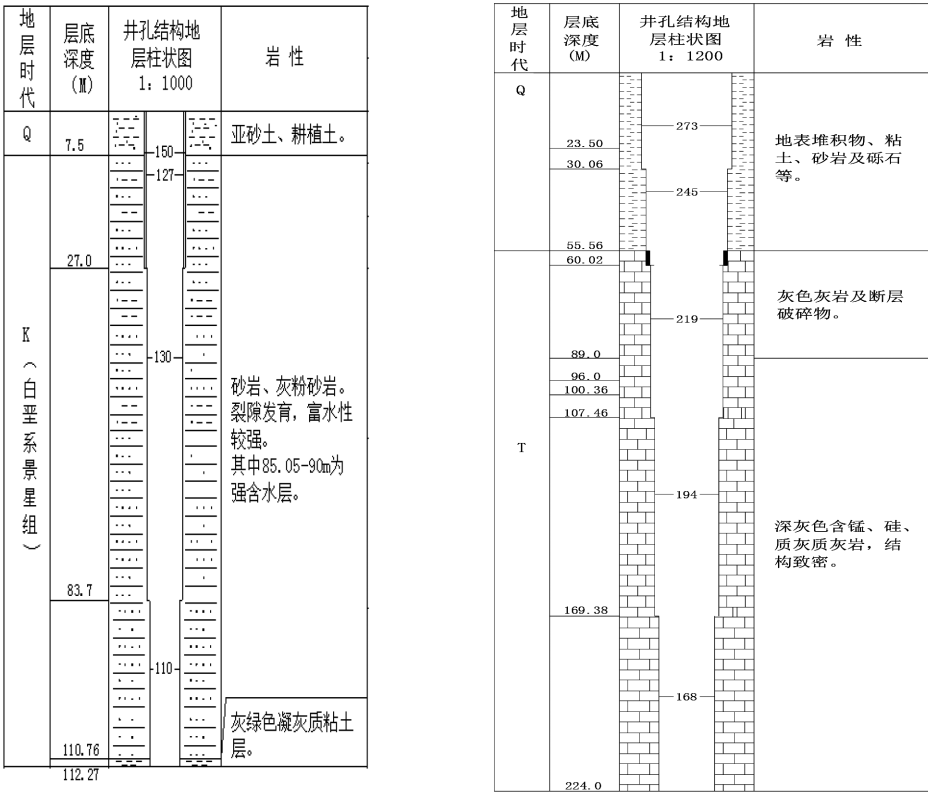 地
层
时
代
层底
深度
(M)
井孔结构地
层柱状图
1: 1000
岩 性
Q
7.5
150
亚砂土、耕植土。
127
27.0
K（白垩系景星组）
130
砂岩、灰粉砂岩。
裂隙发育，富水性
较强。
其中85.05-90m为
强含水层。
83.7
110
灰绿色凝灰质粘土
层。
110.76
112.27
地
层
时
代
层底
深度
(M)
井孔结构地
层柱状图
1: 1200
岩 性
Q
273
23.50
30.06
245
55.56
地表堆积物、粘
土、砂岩及砾石
等。
60.02
219
89.0
灰色灰岩及断层
破碎物。
96.0
100.36
107.46
T
194
169.38
168
224.0
深灰色含锰、硅、
质灰质灰岩，结
构致密。